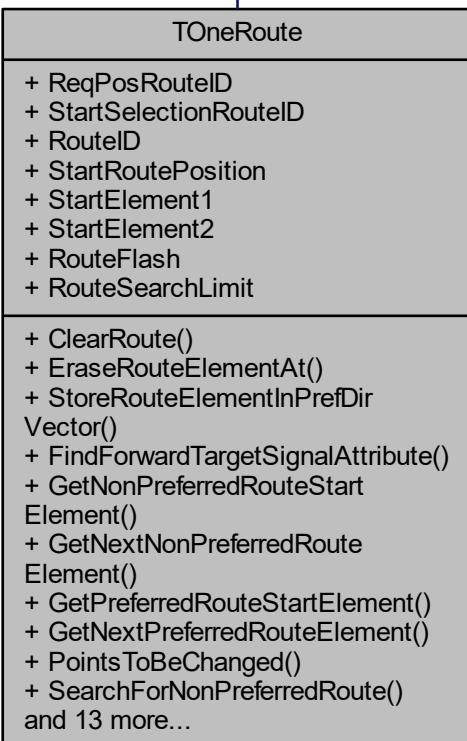 TOneRoute
+ ReqPosRouteID
+ StartSelectionRouteID
+ RouteID
+ StartRoutePosition
+ StartElement1
+ StartElement2
+ RouteFlash
+ RouteSearchLimit
+ ClearRoute()
+ EraseRouteElementAt()
+ StoreRouteElementInPrefDir
Vector()
+ FindForwardTargetSignalAttribute()
+ GetNonPreferredRouteStart
Element()
+ GetNextNonPreferredRoute
Element()
+ GetPreferredRouteStartElement()
+ GetNextPreferredRouteElement()
+ PointsToBeChanged()
+ SearchForNonPreferredRoute()
and 13 more...